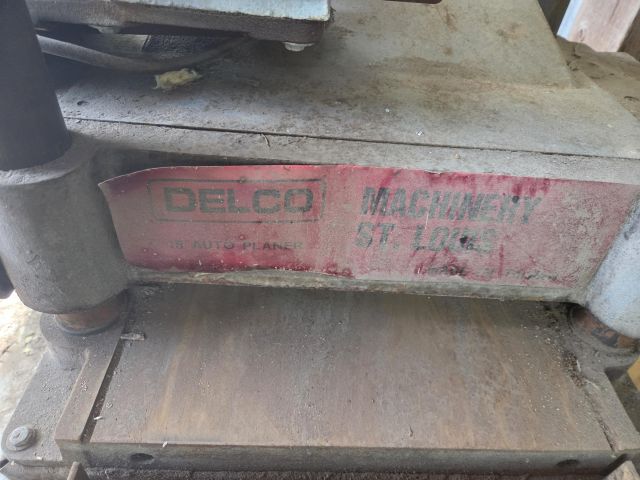 DELCO
15" AUTO PLANER
MACHINERY
ST. LOUIS